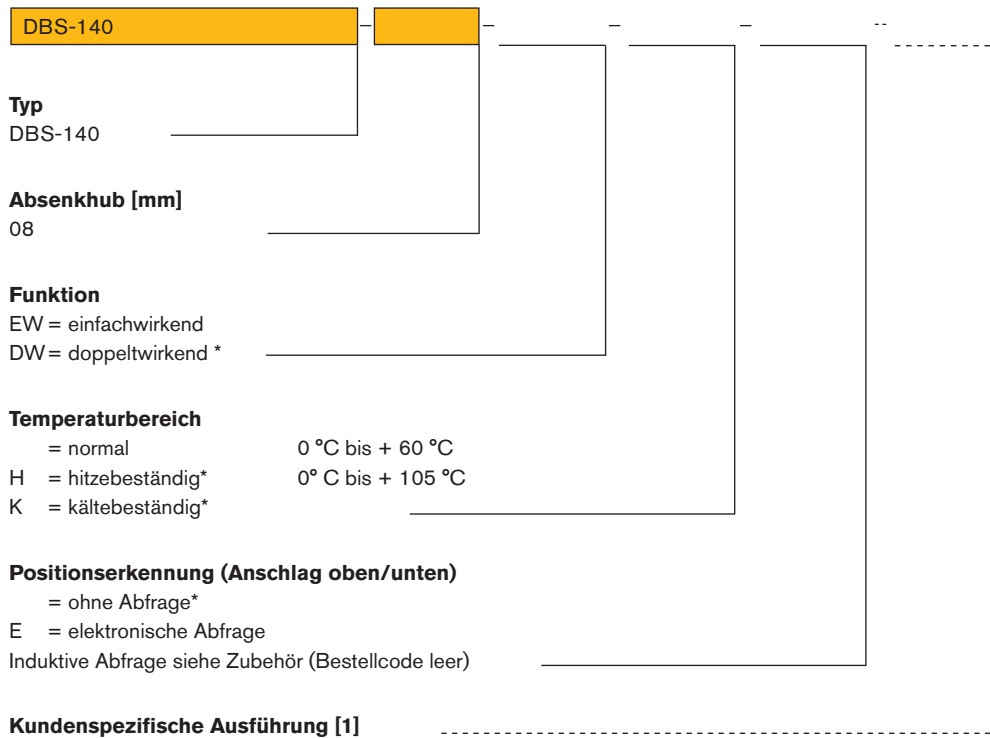 DBS-140 – – – – --
Typ
DBS-140
Absenkhub [mm]
08
Funktion
EW = einfachwirkend
DW = doppeltwirkend *
Temperaturbereich
= normal 0 °C bis + 60 °C
H = hitzebeständig* 0° C bis + 105 °C
K = kältebeständig*
Positionserkennung (Anschlag oben/unten)
= ohne Abfrage*
E = elektronische Abfrage
Induktive Abfrage siehe Zubehör (Bestellcode leer)
Kundenspezifische Ausführung [1]